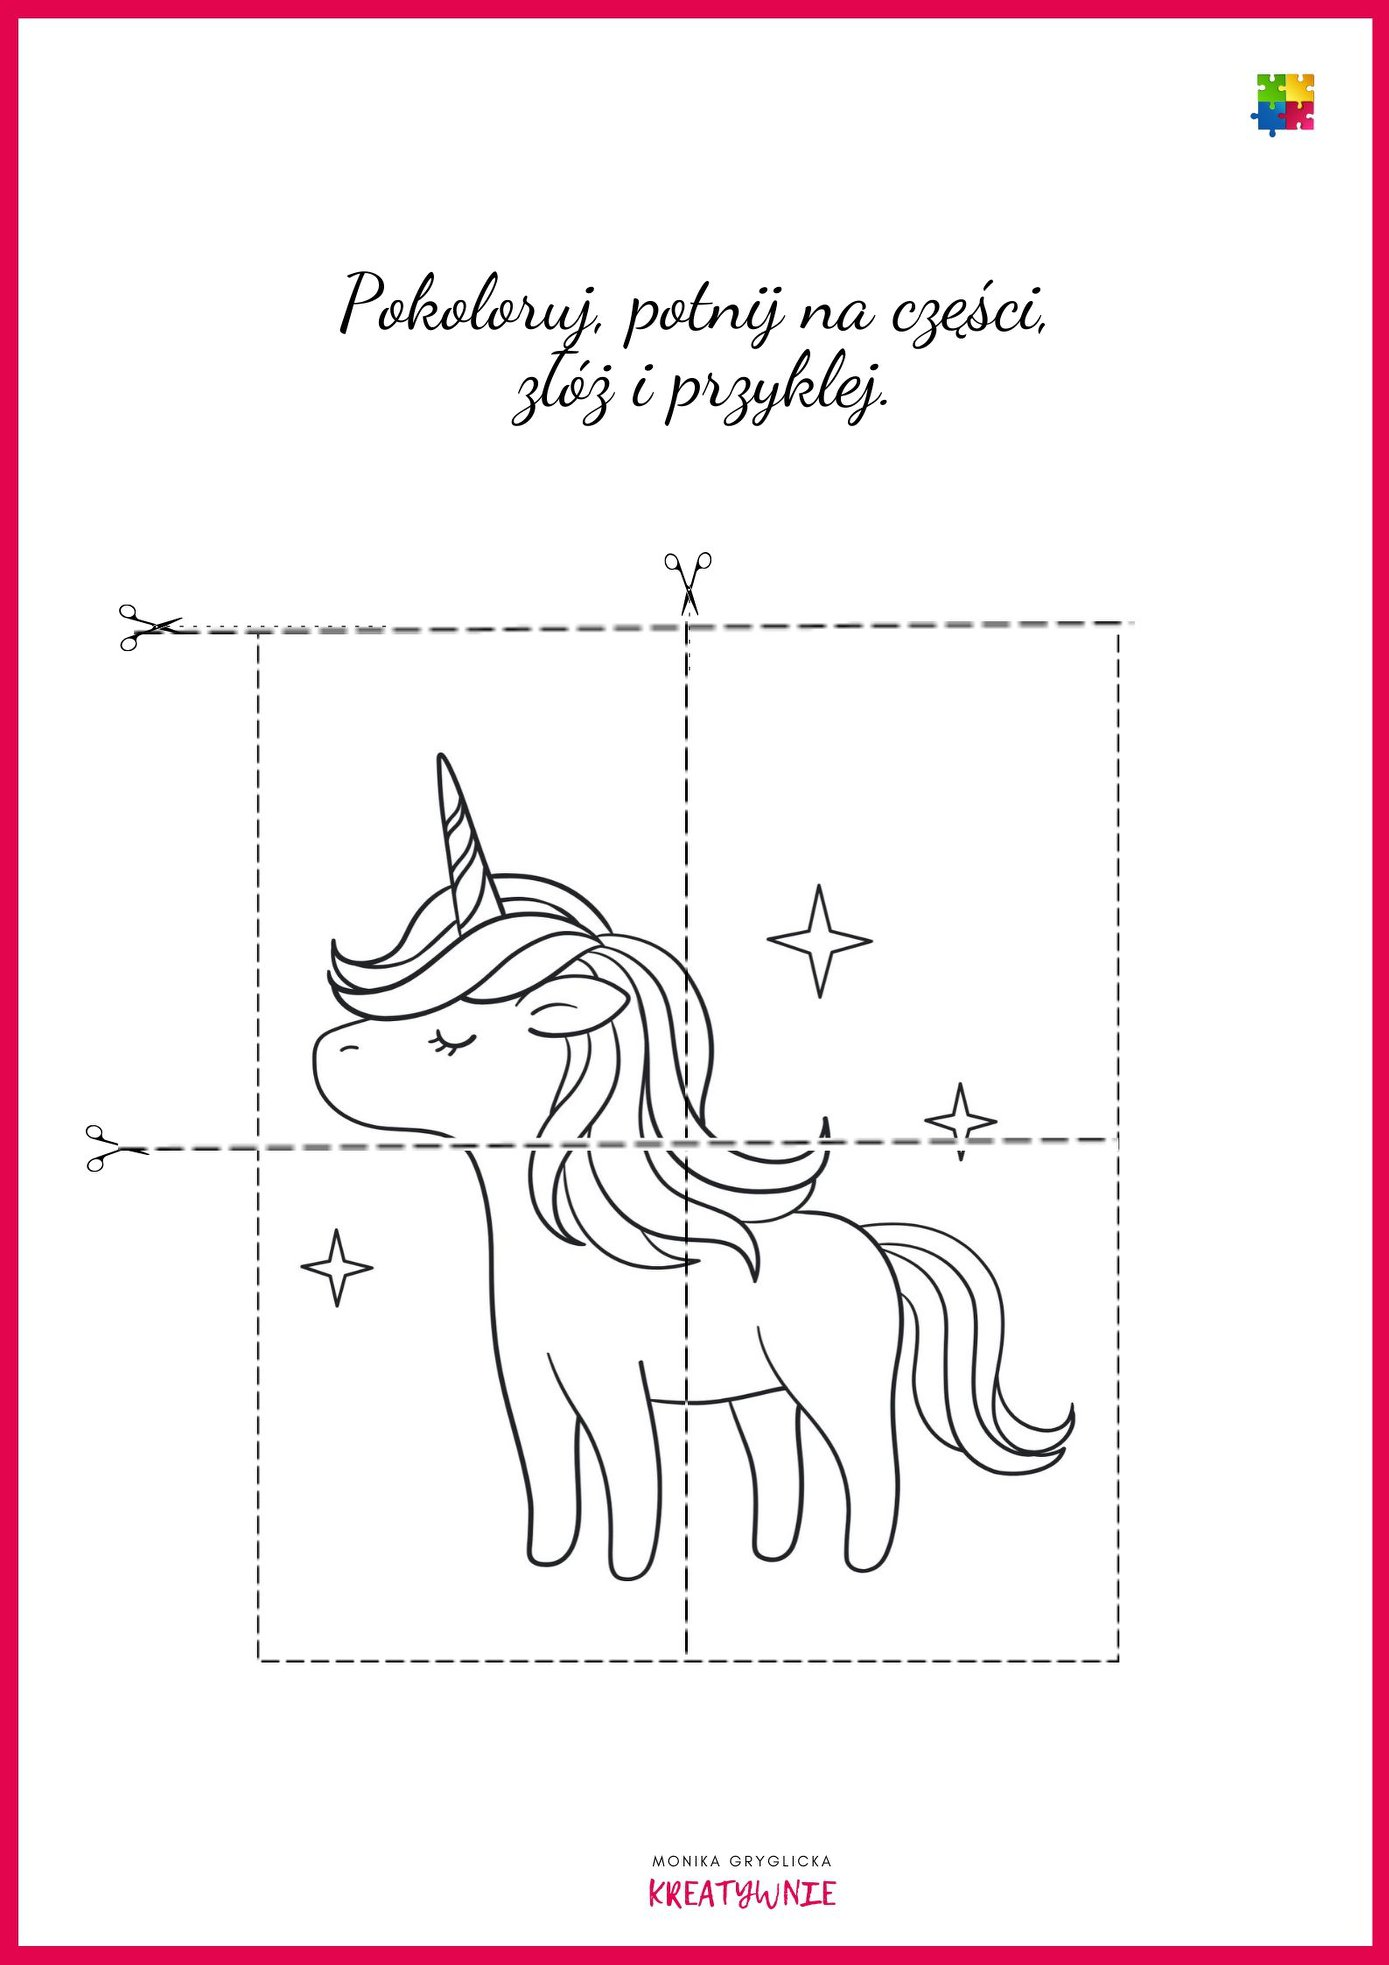 Pokoloruj, potnij na części,
złóż i przyklej.
MONIKA GRYGLICKA
KREATYWNIE